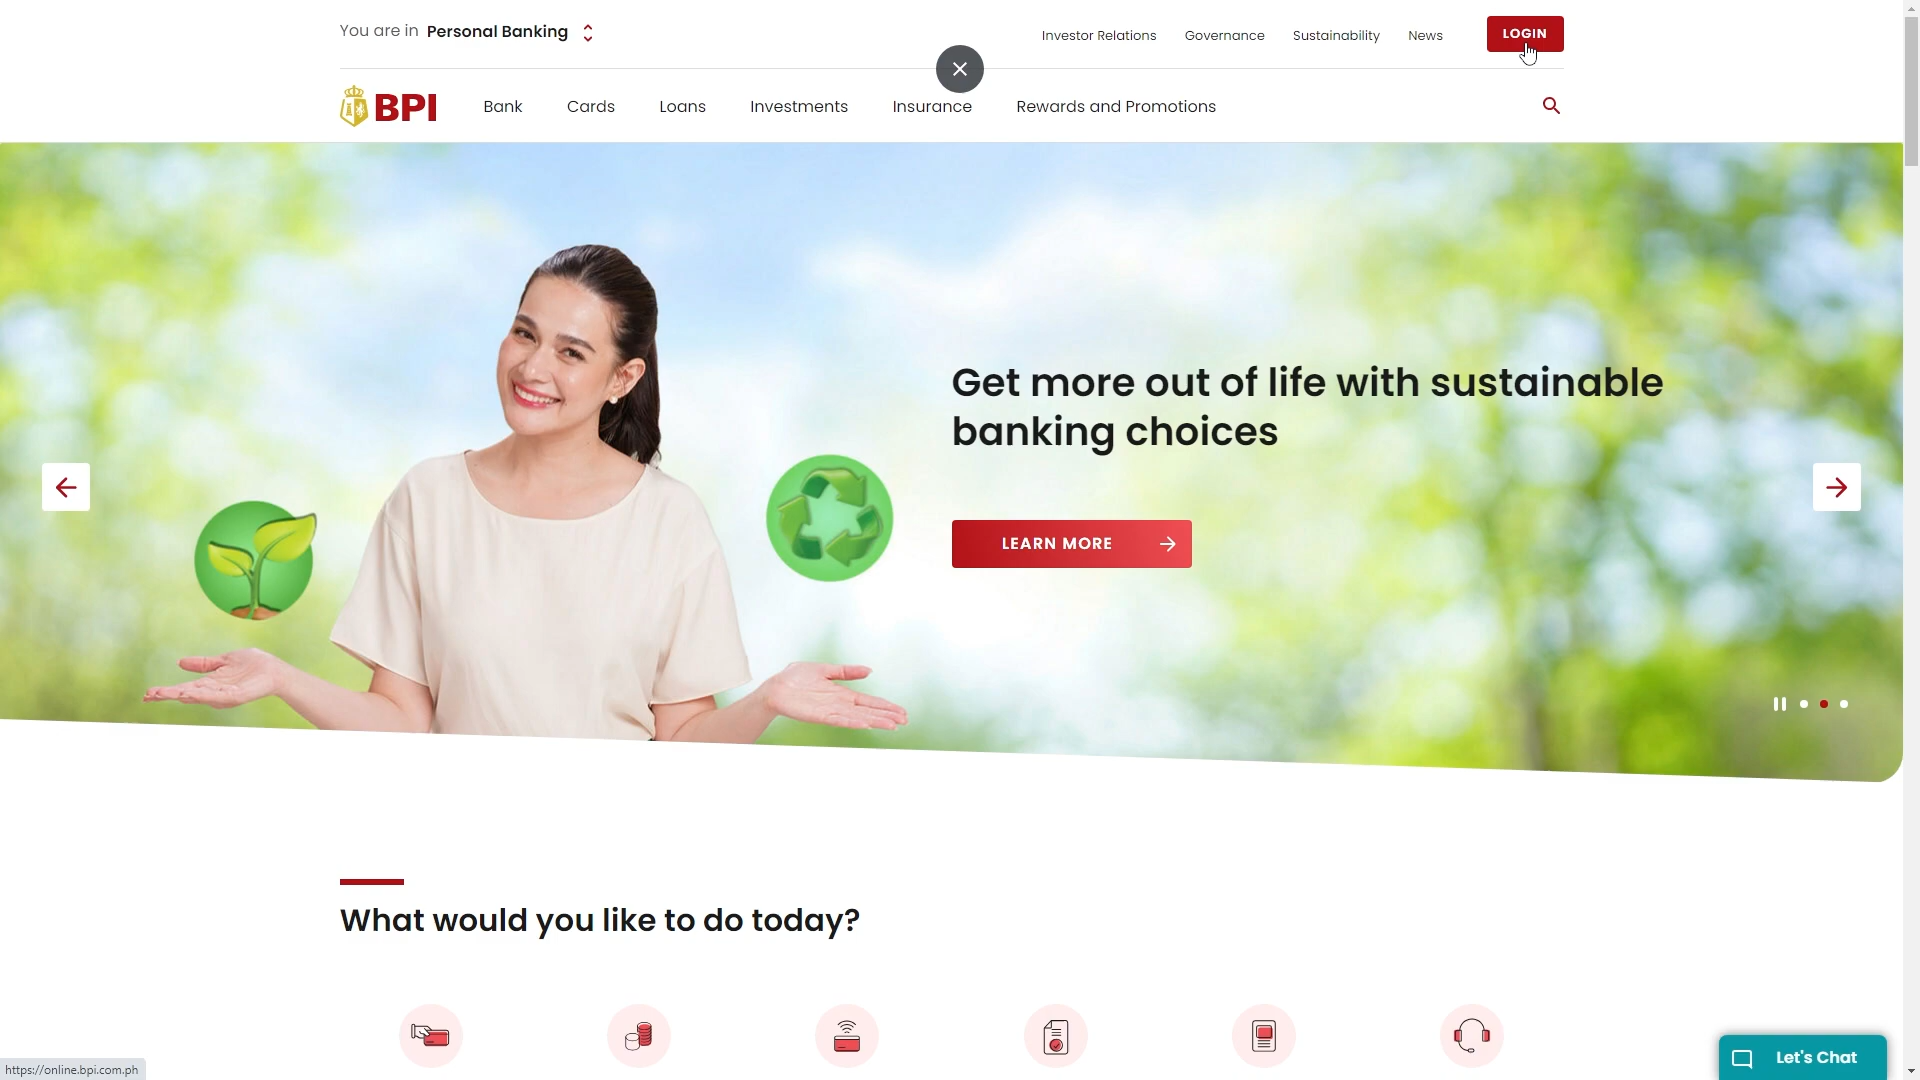 You are in Personal Banking
Investor Relations Governance Sustainability News LOGIN
BPI Bank Cards Loans Investments Insurance Rewards and Promotions
Get more out of life with sustainable
banking choices
LEARN MORE
What would you like to do today?
Let's Chat
https://online.bpi.com.ph